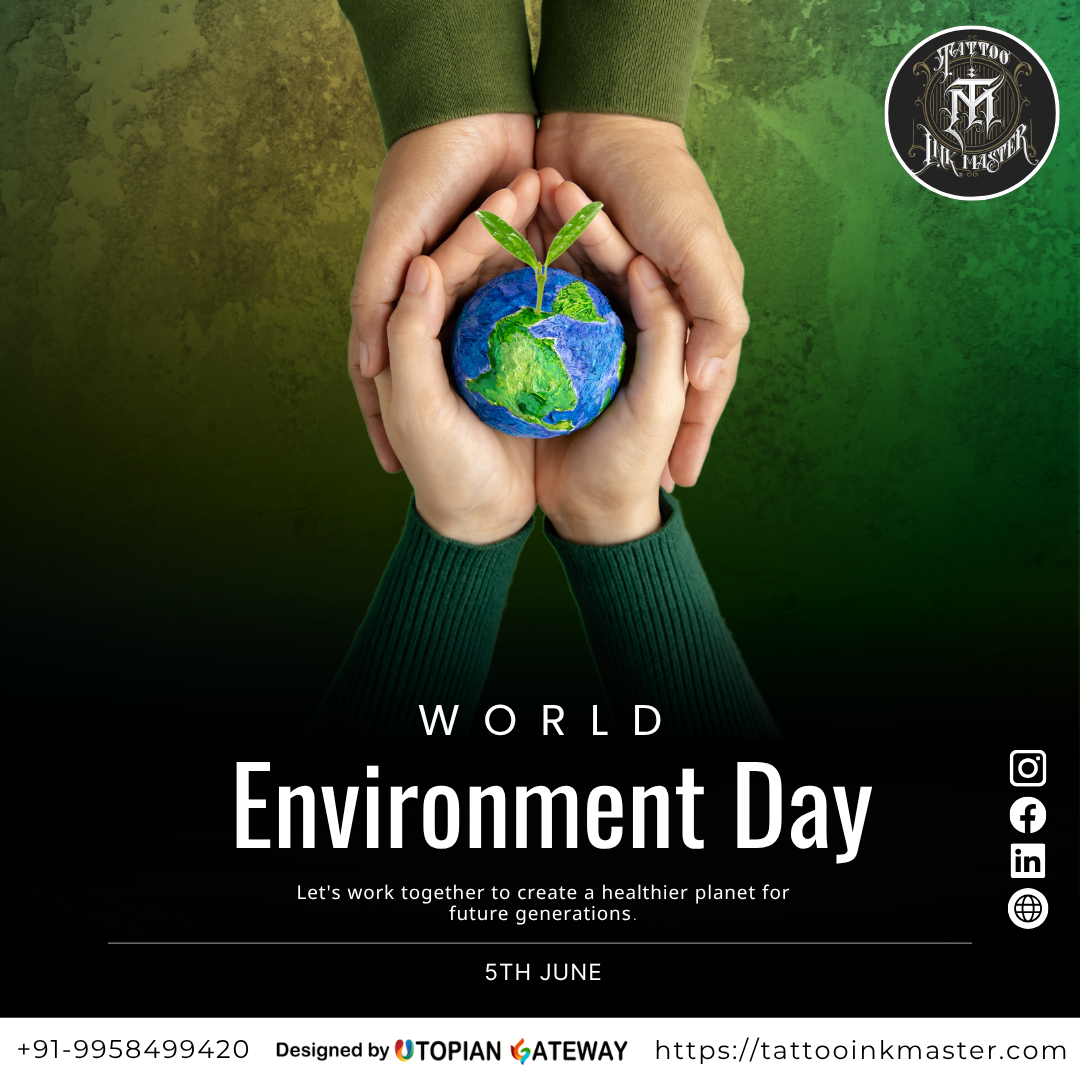 TATTOO
TM
INK MASTER
WORLD
Environment Day
Let's work together to create a healthier planet for
future generations.
5TH JUNE
+91-9958499420 Designed by UTOPIAN GATEWAY https://tattooinkmaster.com